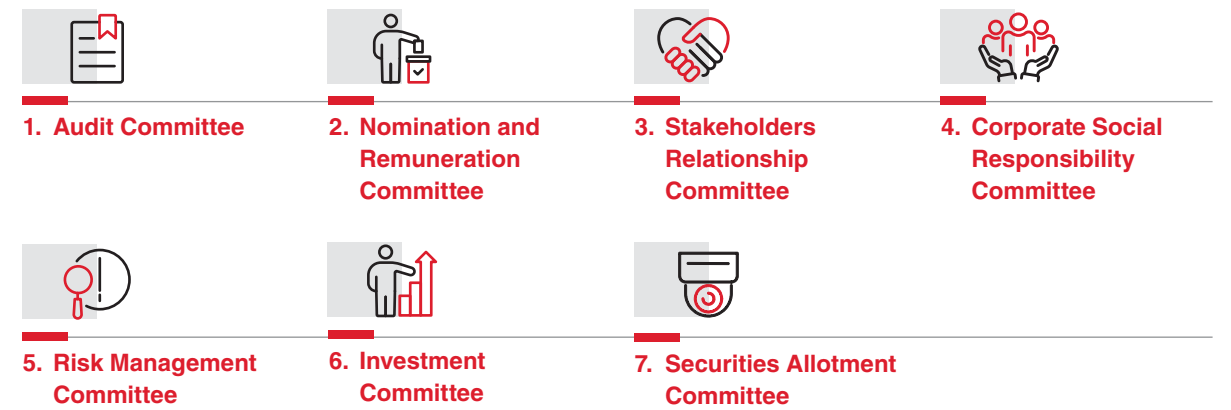 1. Audit Committee
2. Nomination and
Remuneration
Committee
3. Stakeholders
Relationship
Committee
4. Corporate Social
Responsibility
Committee
5. Risk Management
Committee
6. Investment
Committee
7. Securities Allotment
Committee